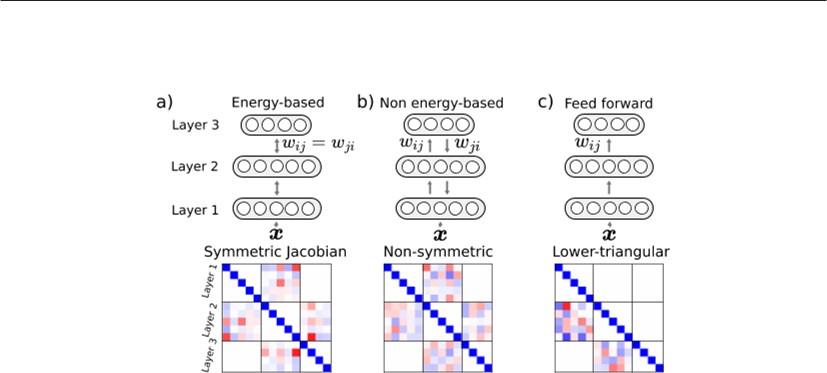 a) Energy-based b) Non energy-based c) Feed forward
Layer 3
w_ij = w_ji w_ij w_ji w_ij
Layer 2
Layer 1
x x x
Symmetric Jacobian Non-symmetric Lower-triangular
Layer 1
Layer 2
Layer 3